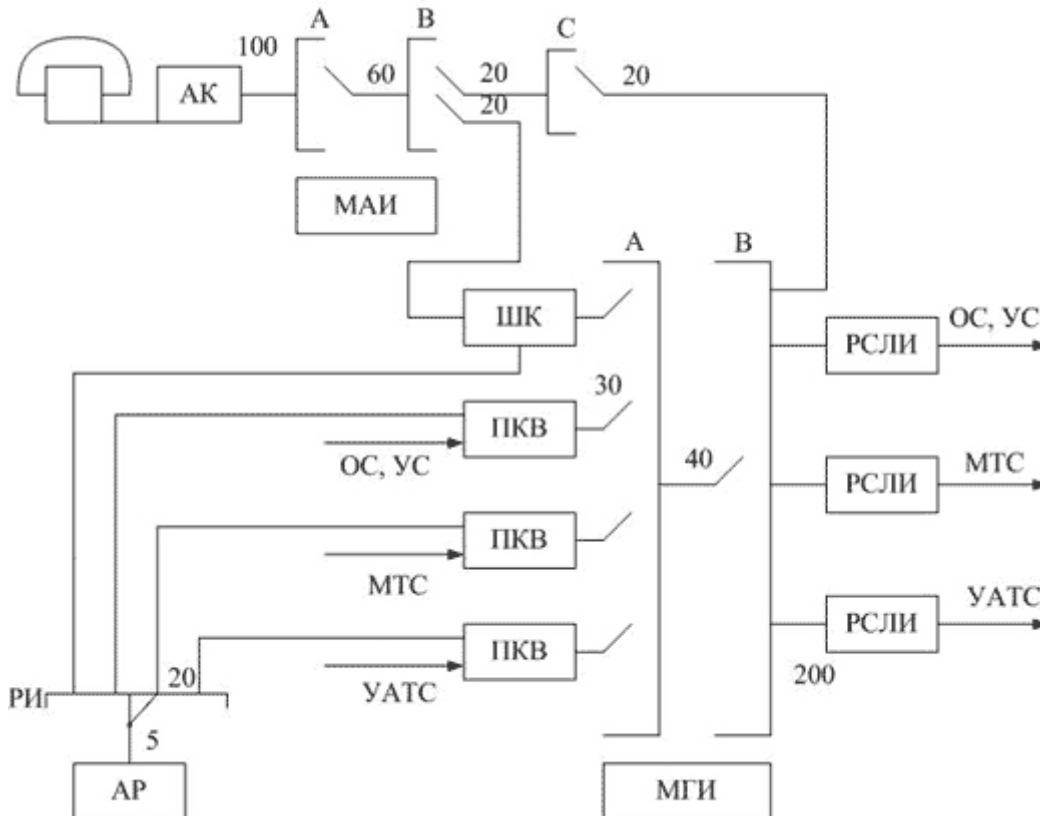 А
В
С
100
АК
60
20
20
20
МАИ
А
В
ШК
ОС, УС
РСЛИ
30
ПКВ
ОС, УС
40
МТС
РСЛИ
ПКВ
МТС
УАТС
РСЛИ
ПКВ
20
УАТС
200
РИ
5
АР
МГИ